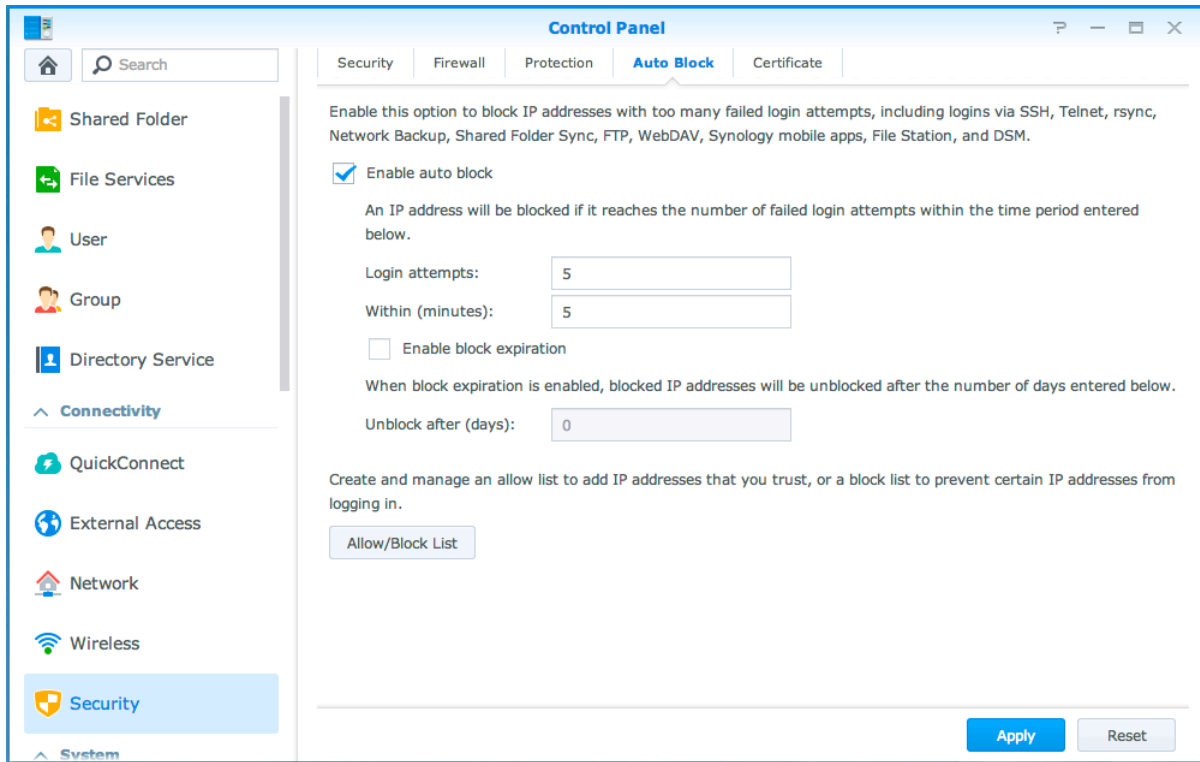 Control Panel
Search
Shared Folder
File Services
User
Group
Directory Service
Connectivity
QuickConnect
External Access
Network
Wireless
Security
System
Security
Firewall
Protection
Auto Block
Certificate
Enable this option to block IP addresses with too many failed login attempts, including logins via SSH, Telnet, rsync,
Network Backup, Shared Folder Sync, FTP, WebDAV, Synology mobile apps, File Station, and DSM.
Enable auto block
An IP address will be blocked if it reaches the number of failed login attempts within the time period entered
below.
Login attempts: 5
Within (minutes): 5
Enable block expiration
When block expiration is enabled, blocked IP addresses will be unblocked after the number of days entered below.
Unblock after (days): 0
Create and manage an allow list to add IP addresses that you trust, or a block list to prevent certain IP addresses from
logging in.
Allow/Block List
Apply
Reset